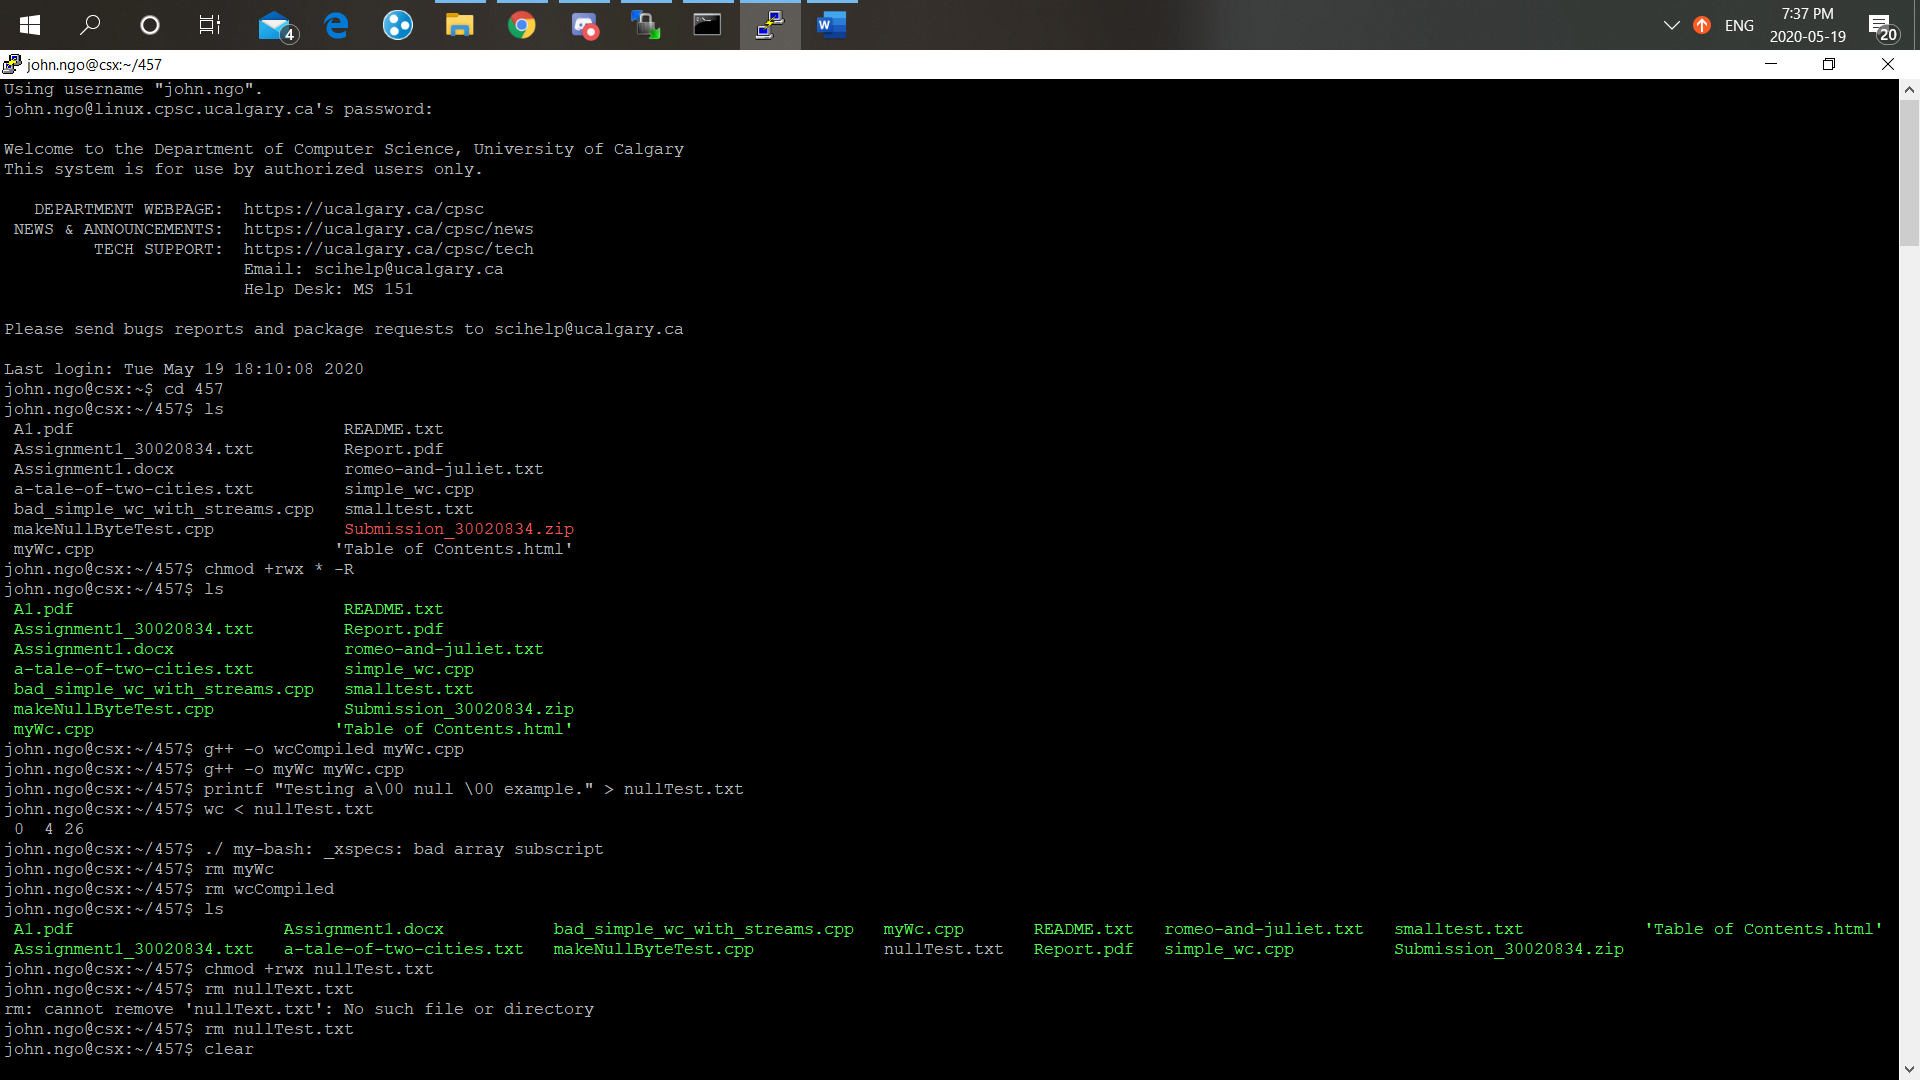 4
W
ENG
7:37 PM
2020-05-19
20
john.ngo@csx:~/457
Using username "john.ngo".
john.ngo@linux.cpsc.ucalgary.ca's password:
Welcome to the Department of Computer Science, University of Calgary
This system is for use by authorized users only.
DEPARTMENT WEBPAGE:  https://ucalgary.ca/cpsc
NEWS & ANNOUNCEMENTS:  https://ucalgary.ca/cpsc/news
TECH SUPPORT:  https://ucalgary.ca/cpsc/tech
Email: scihelp@ucalgary.ca
Help Desk: MS 151
Please send bugs reports and package requests to scihelp@ucalgary.ca
Last login: Tue May 19 18:10:08 2020
john.ngo@csx:~$ cd 457
john.ngo@csx:~/457$ ls
A1.pdf                           README.txt
Assignment1_30020834.txt         Report.pdf
Assignment1.docx                 romeo-and-juliet.txt
a-tale-of-two-cities.txt         simple_wc.cpp
bad_simple_wc_with_streams.cpp   smalltest.txt
makeNullByteTest.cpp             Submission_30020834.zip
myWc.cpp                        'Table of Contents.html'
john.ngo@csx:~/457$ chmod +rwx * -R
john.ngo@csx:~/457$ ls
A1.pdf                           README.txt
Assignment1_30020834.txt         Report.pdf
Assignment1.docx                 romeo-and-juliet.txt
a-tale-of-two-cities.txt         simple_wc.cpp
bad_simple_wc_with_streams.cpp   smalltest.txt
makeNullByteTest.cpp             Submission_30020834.zip
myWc.cpp                        'Table of Contents.html'
john.ngo@csx:~/457$ g++ -o wcCompiled myWc.cpp
john.ngo@csx:~/457$ g++ -o myWc myWc.cpp
john.ngo@csx:~/457$ printf "Testing a\00 null \00 example." > nullTest.txt
john.ngo@csx:~/457$ wc < nullTest.txt
0  4 26
john.ngo@csx:~/457$ ./ my-bash: _xspecs: bad array subscript
john.ngo@csx:~/457$ rm myWc
john.ngo@csx:~/457$ rm wcCompiled
john.ngo@csx:~/457$ ls
A1.pdf                     Assignment1.docx           bad_simple_wc_with_streams.cpp   myWc.cpp       README.txt   romeo-and-juliet.txt   smalltest.txt            'Table of Contents.html'
Assignment1_30020834.txt   a-tale-of-two-cities.txt   makeNullByteTest.cpp             nullTest.txt   Report.pdf   simple_wc.cpp          Submission_30020834.zip
john.ngo@csx:~/457$ chmod +rwx nullTest.txt
john.ngo@csx:~/457$ rm nullText.txt
rm: cannot remove 'nullText.txt': No such file or directory
john.ngo@csx:~/457$ rm nullTest.txt
john.ngo@csx:~/457$ clear